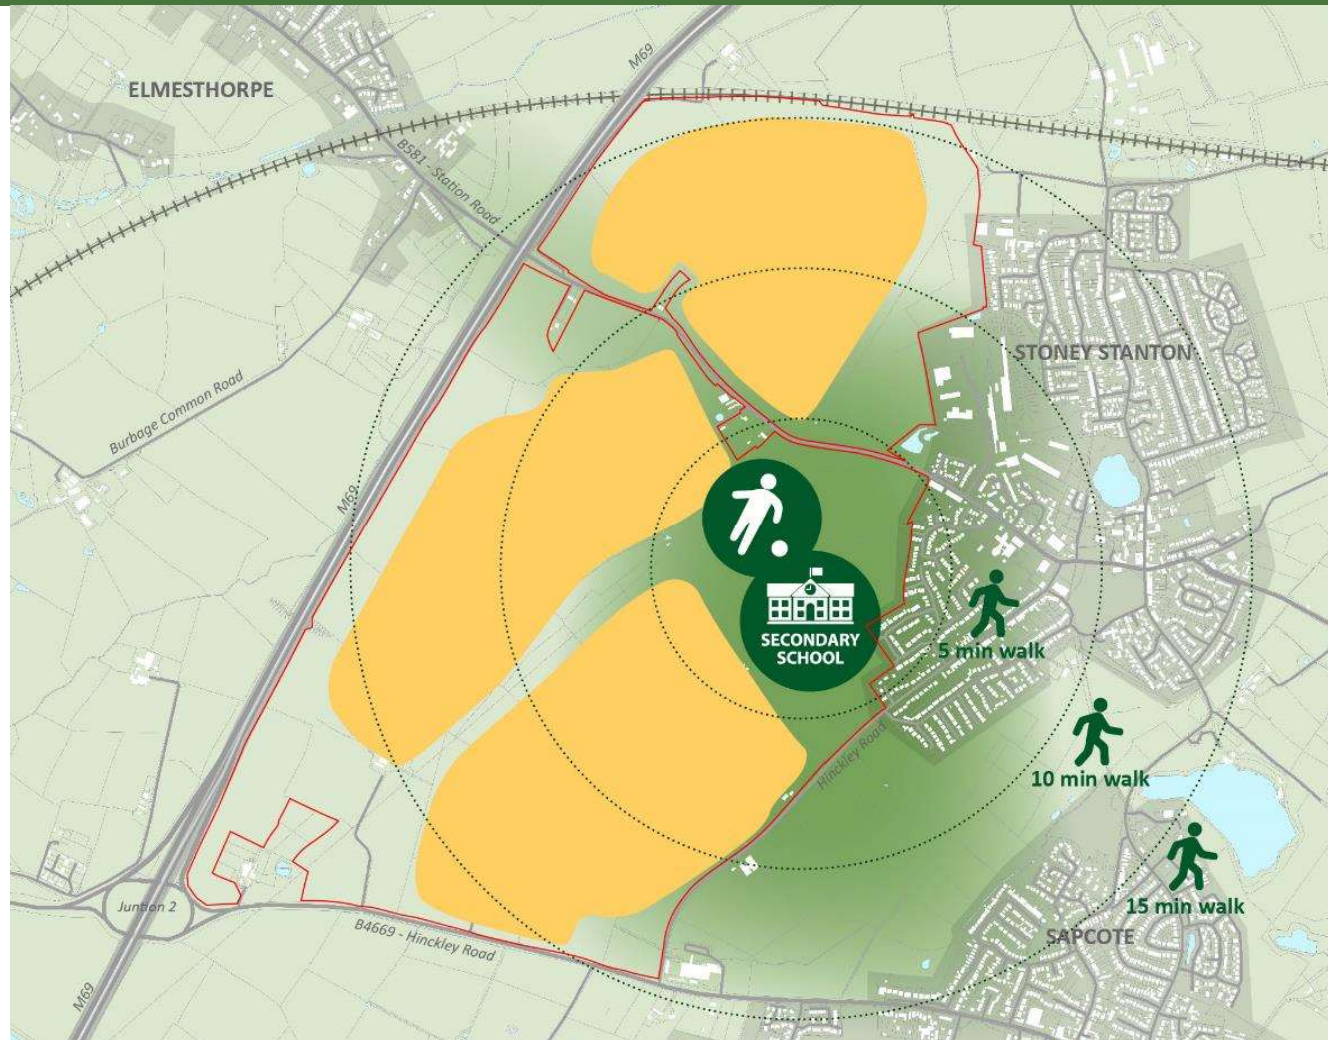 M69
ELMESTHORPE
B581 - Station Road
STONEY STANTON
Burbage Common Road
M69
SECONDARY
SCHOOL
5 min walk
Hinckley Road
10 min walk
Juntion 2
15 min walk
B4669 - Hinckley Road
SAPCOTE
M69